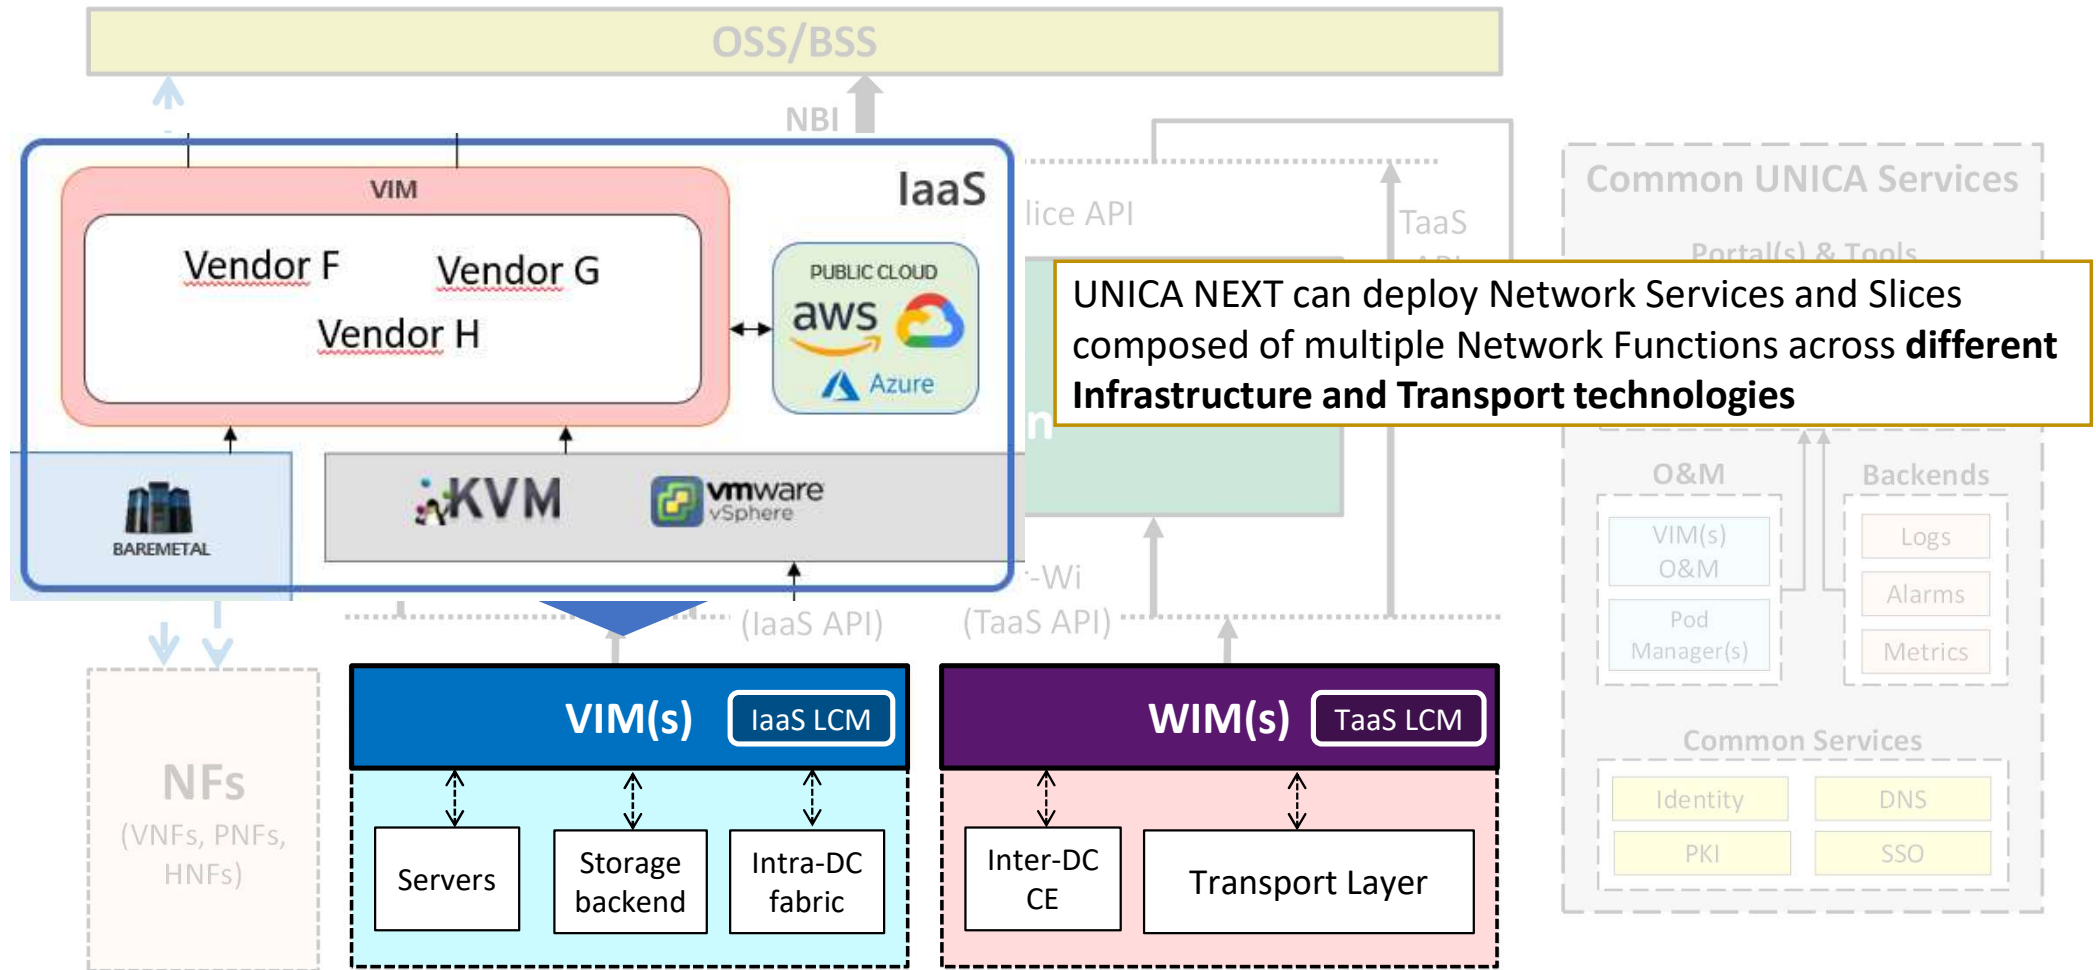 OSS/BSS
NBI
VIM
IaaS
Vendor F
Vendor G
Vendor H
PUBLIC CLOUD
aws
Azure
BAREMETAL
KVM
vmware
vSphere
lice API
TaaS
n
UNICA NEXT can deploy Network Services and Slices
composed of multiple Network Functions across different
Infrastructure and Transport technologies
Common UNICA Services
Portal(s) & Tools
O&M
Backends
VIM(s)
O&M
Pod
Manager(s)
Logs
Alarms
Metrics
Common Services
Identity
DNS
PKI
SSO
(IaaS API)
-Wi
(TaaS API)
NFs
(VNFs, PNFs,
HNFs)
VIM(s)
IaaS LCM
Servers
Storage
backend
Intra-DC
fabric
WIM(s)
TaaS LCM
Inter-DC
CE
Transport Layer